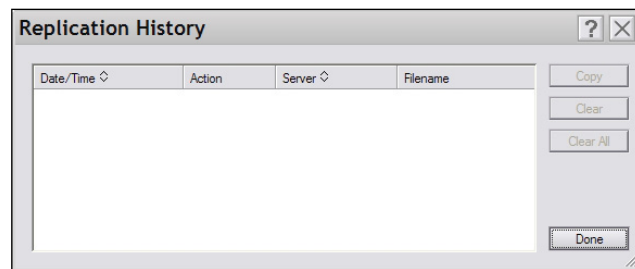 Replication History ?
Date/Time Action Server Filename
Copy
Clear
Clear All
Done